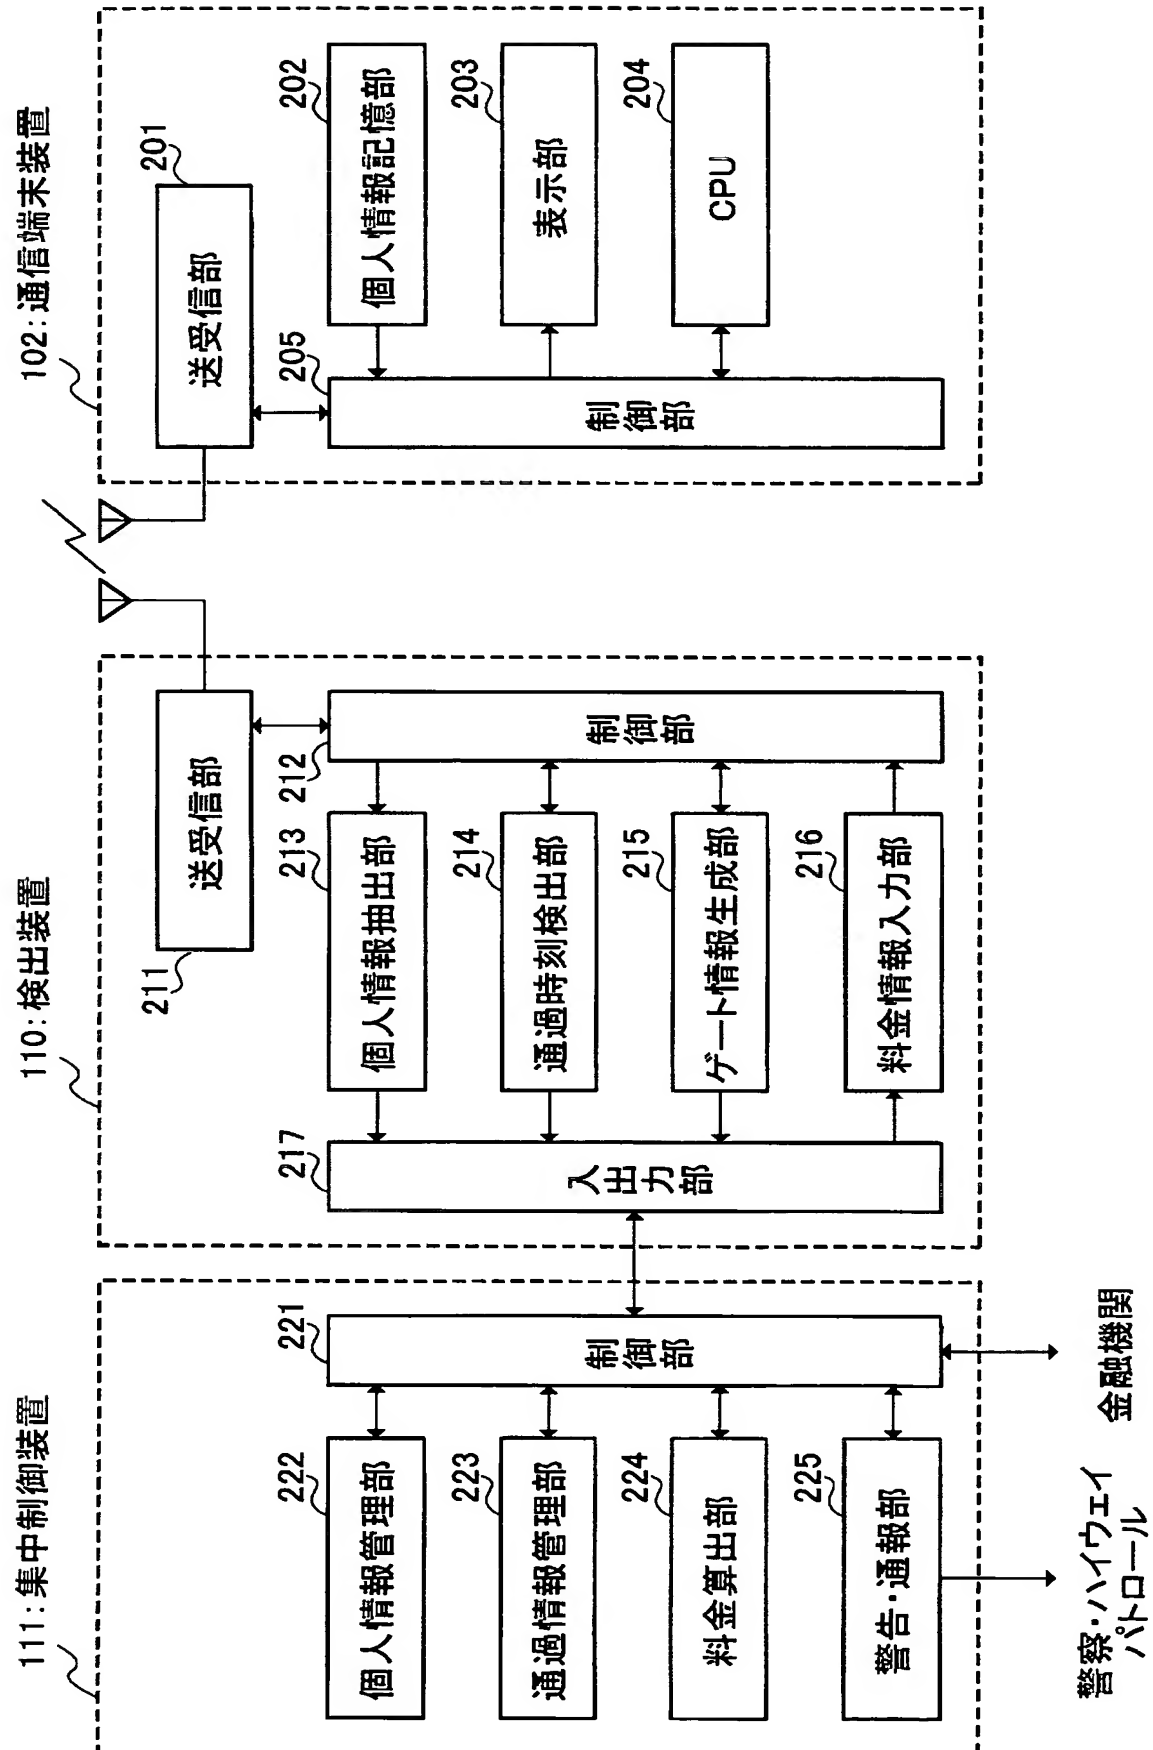 111:集中制御装置
222
個人情報管理部
223
通過情報管理部
224
料金算出部
225
警告・通報部
221
制御部
警察・ハイウェイ
パトロール
金融機関
110:検出装置
211
送受信部
217
入出力部
213
個人情報抽出部
214
通過時刻検出部
215
ゲート情報生成部
216
料金情報入力部
212
制御部
102:通信端末装置
201
送受信部
205
制御部
202
個人情報記憶部
203
表示部
204
CPU